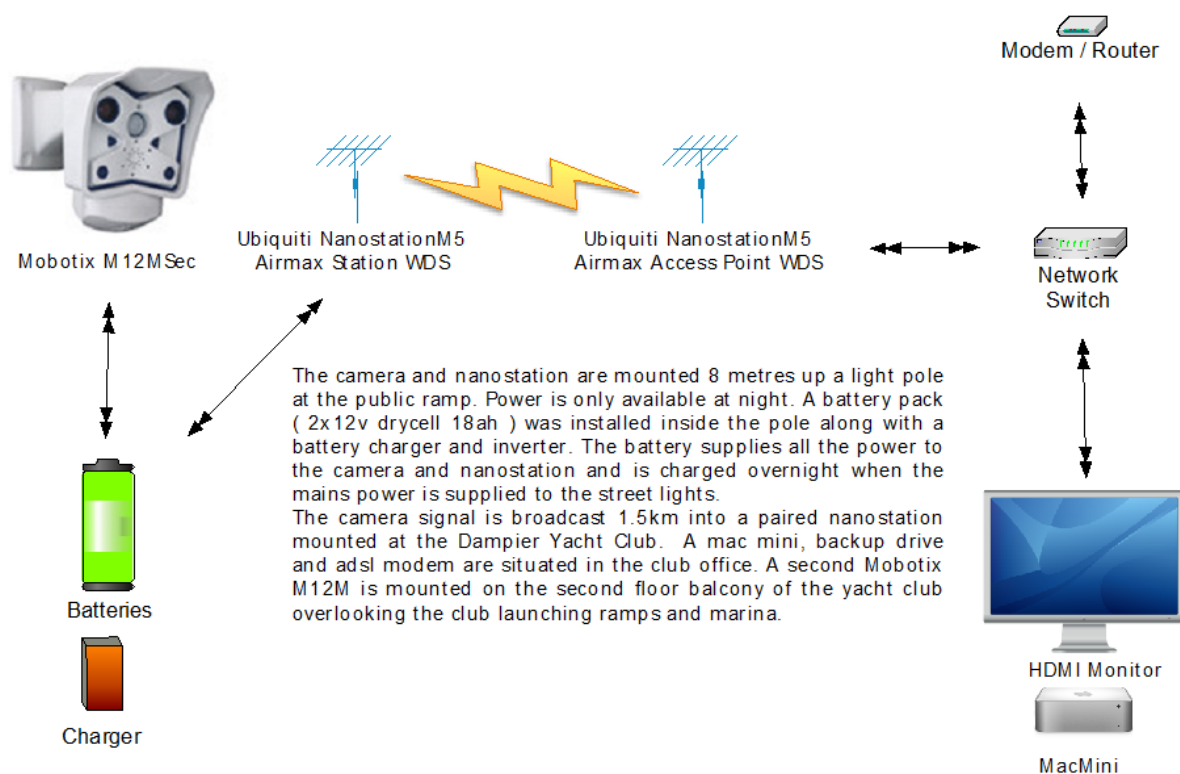 Modem / Router
Mobotix M12MSec
Ubiquiti NanostationM5
Airmax Station WDS
Ubiquiti NanostationM5
Airmax Access Point WDS
Network
Switch
The camera and nanostation are mounted 8 metres up a light pole
at the public ramp. Power is only available at night. A battery pack
( 2x12v drycell 18ah ) was installed inside the pole along with a
battery charger and inverter. The battery supplies all the power to
the camera and nanostation and is charged overnight when the
mains power is supplied to the street lights.
The camera signal is broadcast 1.5km into a paired nanostation
mounted at the Dampier Yacht Club. A mac mini, backup drive
and adsl modem are situated in the club office. A second Mobotix
M12M is mounted on the second floor balcony of the yacht club
overlooking the club launching ramps and marina.
Batteries
Charger
HDMI Monitor
MacMini